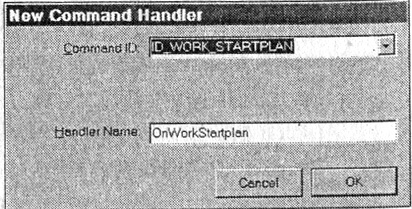 New Command Handler
Command ID: ID_WORK_STARTPLAN
Handler Name: OnWorkStartplan
Cancel OK